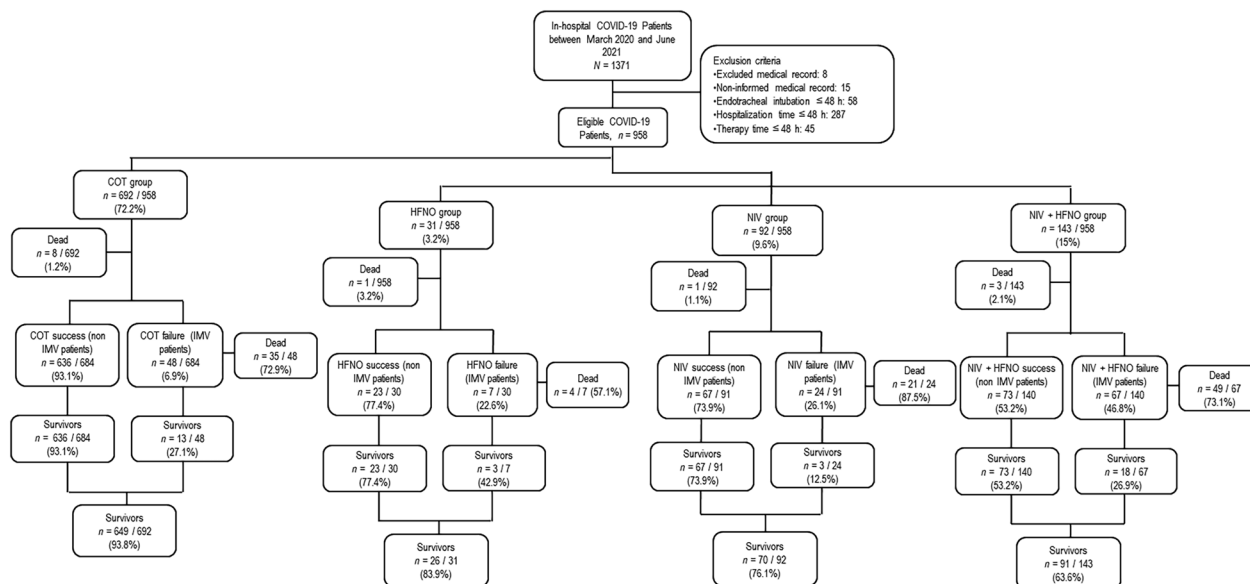 In-hospital COVID-19 Patients
between March 2020 and June
2021
N = 1371
Exclusion criteria
•Excluded medical record: 8
•Non-informed medical record: 15
•Endotracheal intubation ≤ 48 h: 58
•Hospitalization time ≤ 48 h: 287
•Therapy time ≤ 48 h: 45
Eligible COVID-19
Patients, n = 958
COT group
n = 692 / 958
(72.2%)
Dead
n = 8 / 692
(1.2%)
COT success (non
IMV patients)
n = 636 / 684
(93.1%)
COT failure (IMV
patients)
n = 48 / 684
(6.9%)
Dead
n = 35 / 48
(72.9%)
Survivors
n = 636 / 684
(93.1%)
Survivors
n = 13 / 48
(27.1%)
Survivors
n = 649 / 692
(93.8%)
HFNO group
n = 31 / 958
(3.2%)
Dead
n = 1 / 958
(3.2%)
HFNO success (non
IMV patients)
n = 23 / 30
(77.4%)
HFNO failure
(IMV patients)
n = 7 / 30
(22.6%)
Dead
n = 4 / 7 (57.1%)
Survivors
n = 23 / 30
(77.4%)
Survivors
n = 3 / 7
(42.9%)
Survivors
n = 26 / 31
(83.9%)
NIV group
n = 92 / 958
(9.6%)
Dead
n = 1 / 92
(1.1%)
NIV success (non
IMV patients)
n = 67 / 91
(73.9%)
NIV failure (IMV
patients)
n = 24 / 91
(26.1%)
Dead
n = 21 / 24
(87.5%)
Survivors
n = 67 / 91
(73.9%)
Survivors
n = 3 / 24
(12.5%)
Survivors
n = 70 / 92
(76.1%)
NIV + HFNO group
n = 143 / 958
(15%)
Dead
n = 3 / 143
(2.1%)
NIV + HFNO success
(non IMV patients)
n = 73 / 140
(53.2%)
NIV + HFNO failure
(IMV patients)
n = 67 / 140
(46.8%)
Dead
n = 49 / 67
(73.1%)
Survivors
n = 73 / 140
(53.2%)
Survivors
n = 18 / 67
(26.9%)
Survivors
n = 91 / 143
(63.6%)